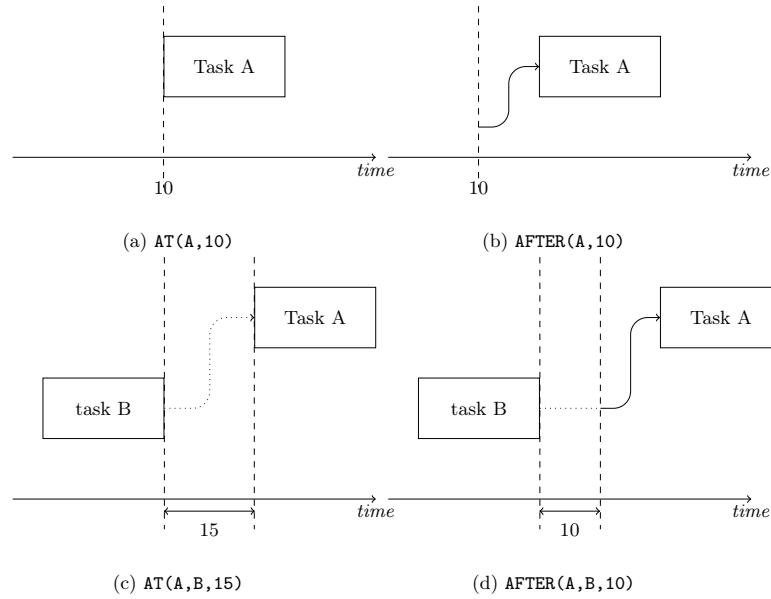 Task A
time
10
(a) AT(A,10)
Task A
time
10
(b) AFTER(A,10)
Task A
task B
time
15
(c) AT(A,B,15)
Task A
task B
time
10
(d) AFTER(A,B,10)